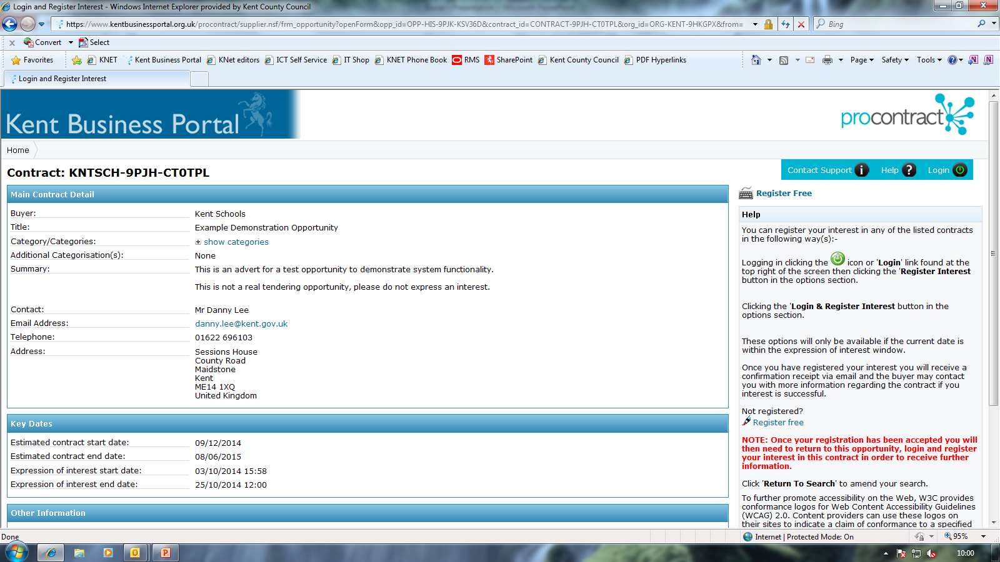 Login and Register Interest - Windows Internet Explorer provided by Kent County Council
https://www.kentbusinessportal.org.uk/procontract/supplier.nsf/frm_opportunity?openForm&opp_id=OPP-HIS-9PJK-KSV36D&contract_id=CONTRACT-9PJH-CT0TPL&org_id=ORG-KENT-9HKGPX&from=
Bing
x Convert Select
Favorites KNET Kent Business Portal KNet editors ICT Self Service IT Shop KNET Phone Book RMS SharePoint Kent County Council PDF Hyperlinks Page Safety Tools
Login and Register Interest
Kent Business Portal
procontract
Home
Contract: KNTSCH-9PJH-CT0TPL
Contact Support Help Login
Main Contract Detail
Buyer: Kent Schools
Title: Example Demonstration Opportunity
Category/Categories: show categories
Additional Categorisation(s): None
Summary: This is an advert for a test opportunity to demonstrate system functionality.
This is not a real tendering opportunity, please do not express an interest.
Contact: Mr Danny Lee
Email Address: danny.lee@kent.gov.uk
Telephone: 01622 696103
Address: Sessions House
County Road
Maidstone
Kent
ME14 1XQ
United Kingdom
Key Dates
Estimated contract start date: 09/12/2014
Estimated contract end date: 08/06/2015
Expression of interest start date: 03/10/2014 15:58
Expression of interest end date: 25/10/2014 12:00
Other Information
Register Free
Help
You can register your interest in any of the listed contracts
in the following way(s):-
Logging in clicking the icon or 'Login' link found at the
top right of the screen then clicking the 'Register Interest
button in the options section.
Clicking the 'Login & Register Interest button in the
options section.
These options will only be available if the current date is
within the expression of interest window.
Once you have registered your interest you will receive a
confirmation receipt via email and the buyer may contact
you with more information regarding the contract if you
interest is successful.
Not registered?
Register free
NOTE: Once your registration has been accepted you will
then need to return to this opportunity, login and register
your interest in this contract in order to receive further
information.
Click 'Return To Search' to amend your search.
To further promote accessibility on the Web, W3C provides
conformance logos for Web Content Accessibility Guidelines
(WCAG) 2.0. Content providers can use these logos on
their sites to indicate a claim of conformance to a specified
Done
Internet | Protected Mode: On
95%
10:00